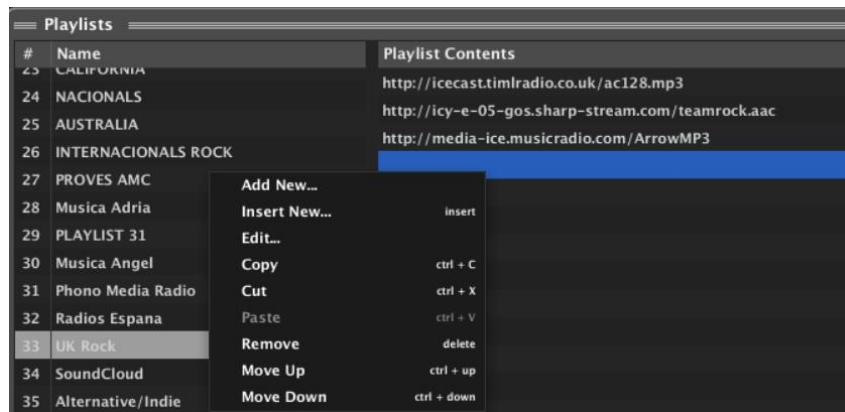 Playlists
# Name Playlist Contents
23 CALIFORNIA
24 NACIONALS
25 AUSTRALIA
26 INTERNACIONALS ROCK
27 PROVES AMC
28 Musica Adria
29 PLAYLIST 31
30 Musica Angel
31 Phono Media Radio
32 Radios Espana
33 UK Rock
34 SoundCloud
35 Alternative/Indie
http://icecast.timlradio.co.uk/ac128.mp3
http://icy-e-05-gos.sharp-stream.com/teamrock.aac
http://media-ice.musicradio.com/ArrowMP3
Add New...
Insert New... insert
Edit...
Copy ctrl + C
Cut ctrl + X
Paste ctrl + V
Remove delete
Move Up ctrl + up
Move Down ctrl + down